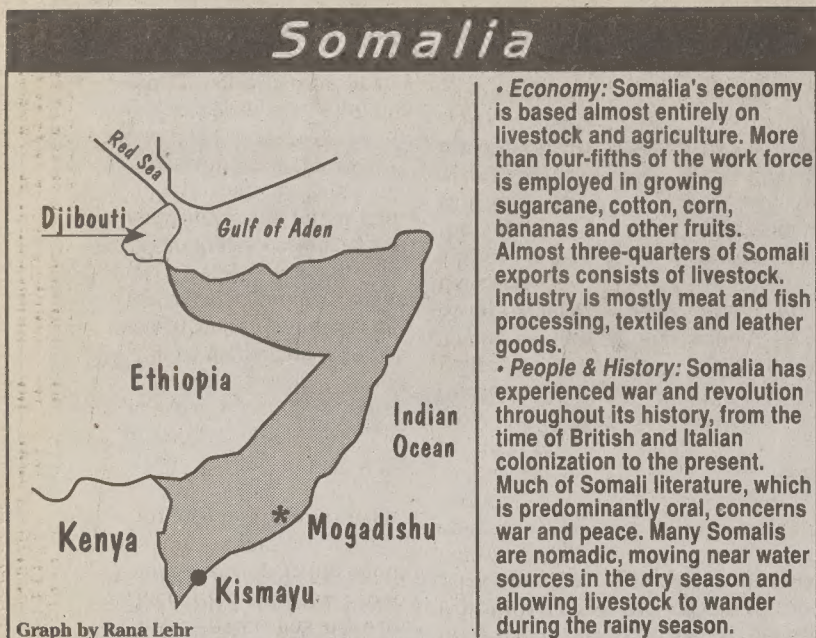 Somalia
Red Sea
Djibouti
Gulf of Aden
Ethiopia
Indian
Ocean
Kenya
Mogadishu
Kismayu
Graph by Rana Lehr
• Economy: Somalia's economy
is based almost entirely on
livestock and agriculture. More
than four-fifths of the work force
is employed in growing
sugarcane, cotton, corn,
bananas and other fruits.
Almost three-quarters of Somali
exports consists of livestock.
Industry is mostly meat and fish
processing, textiles and leather
goods.
• People & History: Somalia has
experienced war and revolution
throughout its history, from the
time of British and Italian
colonization to the present.
Much of Somali literature, which
is predominantly oral, concerns
war and peace. Many Somalis
are nomadic, moving near water
sources in the dry season and
allowing livestock to wander
during the rainy season.